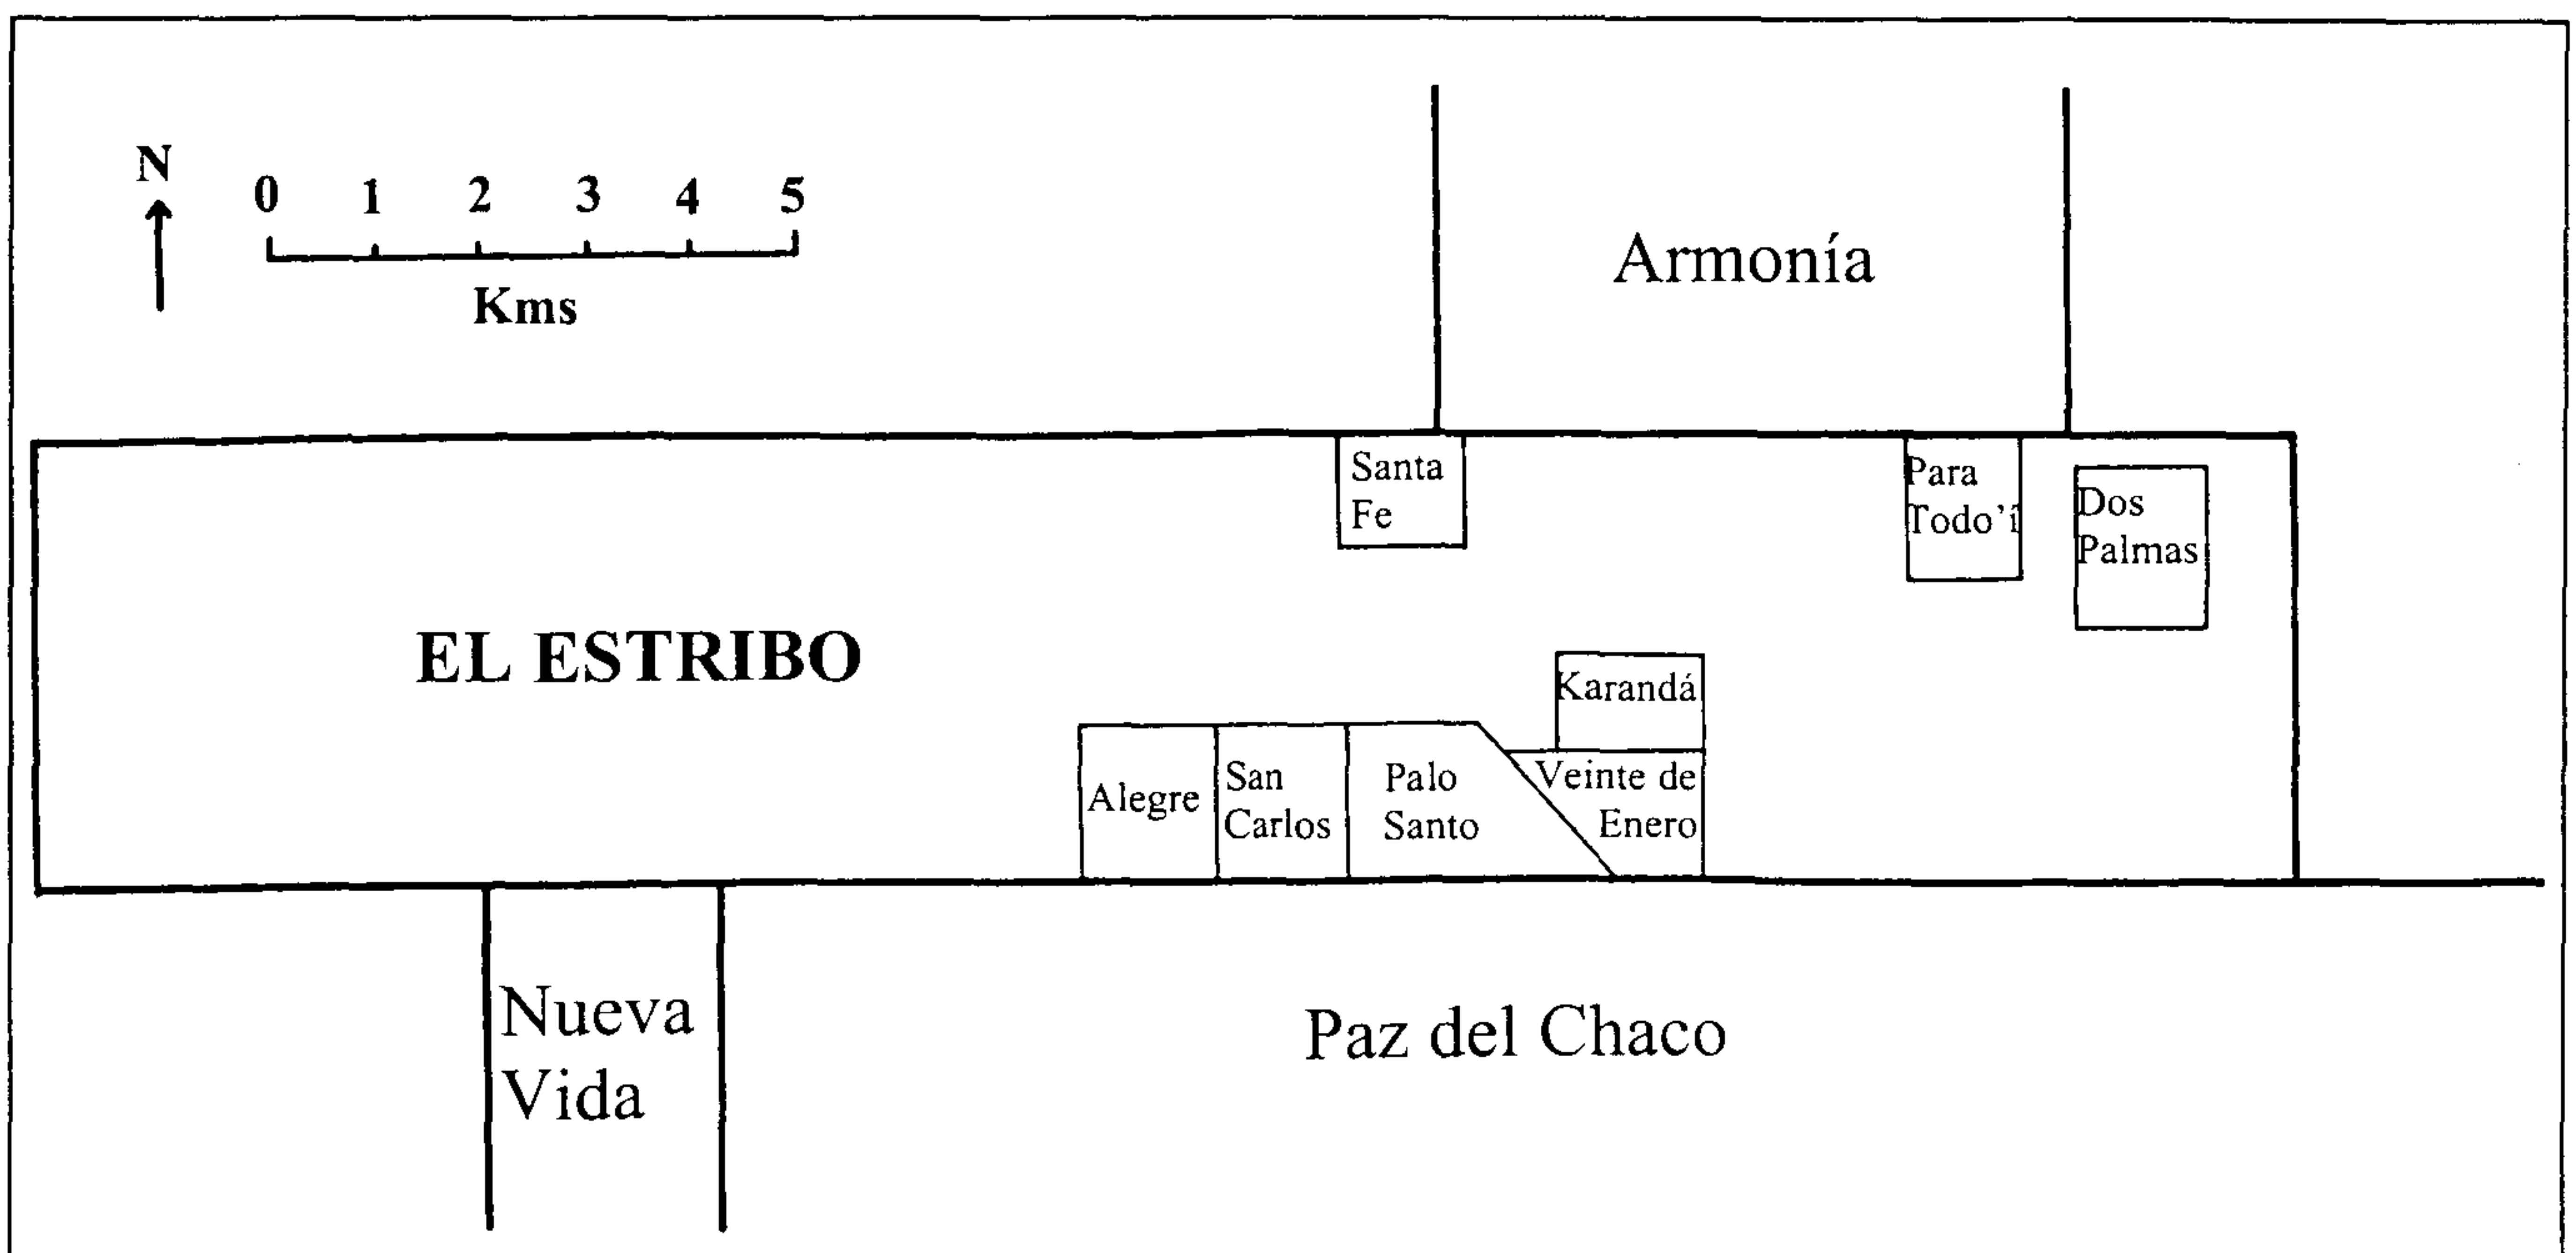 N
0 1 2 3 4 5
Kms
Armonía
Santa
Fe
Para
Todo'í
Dos
Palmas
EL ESTRIBO
Karandá
Alegre
San
Carlos
Palo
Santo
Veinte de
Enero
Nueva
Vida
Paz del Chaco